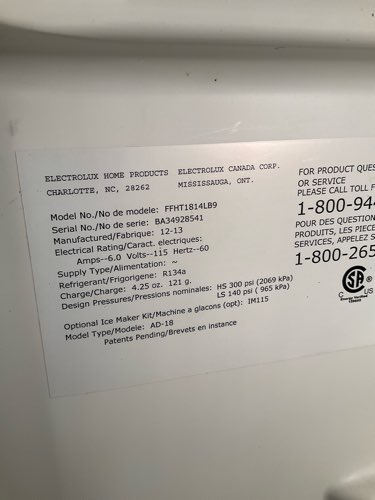 ELECTROLUX HOME PRODUCTS ELECTROLUX CANADA CORP.
CHARLOTTE, NC, 28262 MISSISSAUGA, ONT.
Model No./No de modele: FFHT1814LB9
Serial No./No de serie: BA34928541
Manufactured/Fabrique: 12-13
Electrical Rating/Caract. electriques:
Amps--6.0 Volts--115 Hertz--60
Supply Type/Alimentation: ~
Refrigerant/Frigorigene: R134a
Charge/Charge: 4.25 oz. 121 g.
Design Pressures/Pressions nominales: HS 300 psi (2069 kPa)
LS 140 psi ( 965 kPa)
Optional Ice Maker Kit/Machine a glacons (opt): IM115
Model Type/Modele: AD-18
Patents Pending/Brevets en instance
FOR PRODUCT QUES
OR SERVICE
PLEASE CALL TOLL F
1-800-94
POUR DES QUESTION
PRODUITS, LES PIECE
SERVICES, APPELEZ S
1-800-265
SA ®
C US
Energy Verified